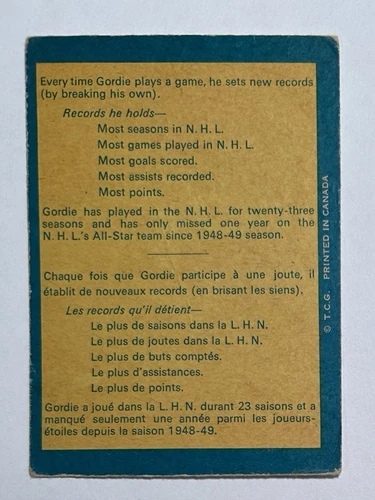 Every time Gordie plays a game, he sets new records
(by breaking his own).
Records he holds—
Most seasons in N. H. L.
Most games played in N. H. L.
Most goals scored.
Most assists recorded.
Most points.
Gordie has played in the N. H. L. for twenty-three
seasons and has only missed one year on the
N. H. L.'s All-Star team since 1948-49 season.
Chaque fois que Gordie participe à une joute, il
établit de nouveaux records (en brisant les siens).
Les records qu'il détient—
Le plus de saisons dans la L. H. N.
Le plus de joutes dans la L. H. N.
Le plus de buts comptés.
Le plus d'assistances.
Le plus de points.
Gordie a joué dans la L. H. N. durant 23 saisons et a
manqué seulement une année parmi les joueurs-
étoiles depuis la saison 1948-49.
© T.C.G. PRINTED IN CANADA